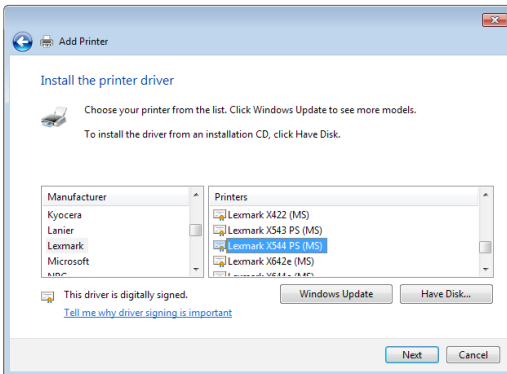 Add Printer
Install the printer driver
Choose your printer from the list. Click Windows Update to see more models.
To install the driver from an installation CD, click Have Disk.
Manufacturer
Kyocera
Lanier
Lexmark
Microsoft
Printers
Lexmark X422 (MS)
Lexmark X543 PS (MS)
Lexmark X544 PS (MS)
Lexmark X642e (MS)
This driver is digitally signed.
Tell me why driver signing is important
Windows Update
Have Disk...
Next
Cancel